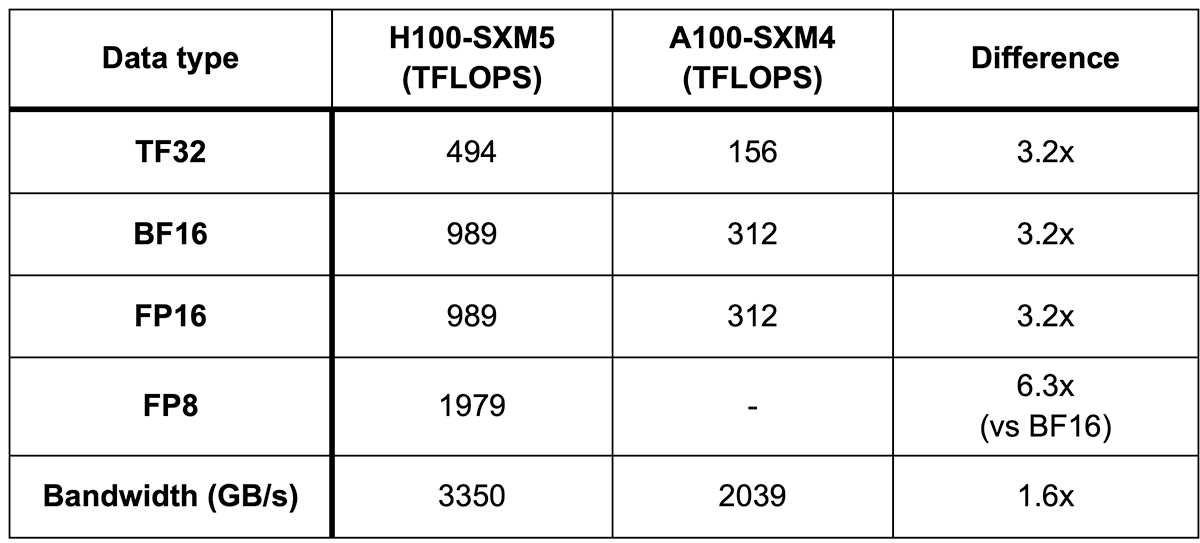 Data type
H100-SXM5
(TFLOPS)
A100-SXM4
(TFLOPS)
Difference
TF32
494
156
3.2x
BF16
989
312
3.2x
FP16
989
312
3.2x
FP8
1979
-
6.3x
(vs BF16)
Bandwidth (GB/s)
3350
2039
1.6x